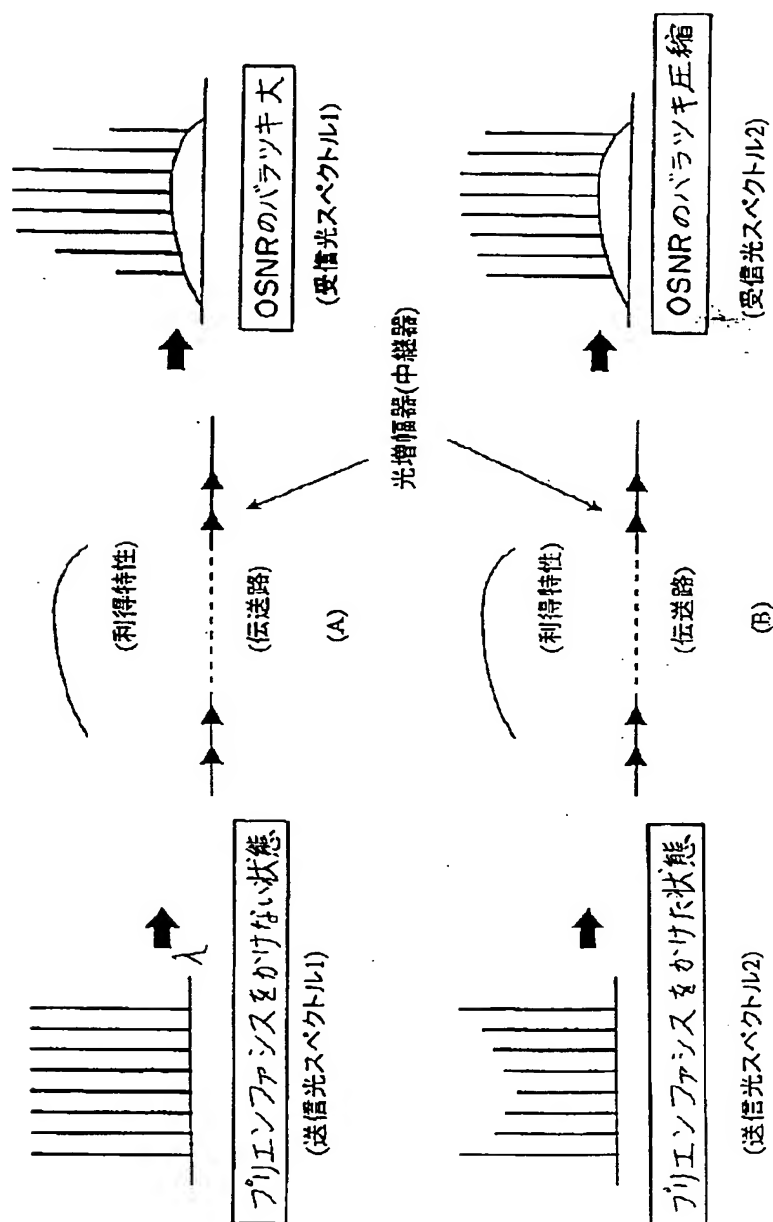 λ
プリエンファシスをかけない状態
(送信光スペクトル1)
(利得特性)
(伝送路)
(A)
OSNRのバラツキ大
(受信光スペクトル1)
光増幅器(中継器)
プリエンファシスをかけた状態
(送信光スペクトル2)
(利得特性)
(伝送路)
(B)
OSNRのバラツキ圧縮
(受信光スペクトル2)